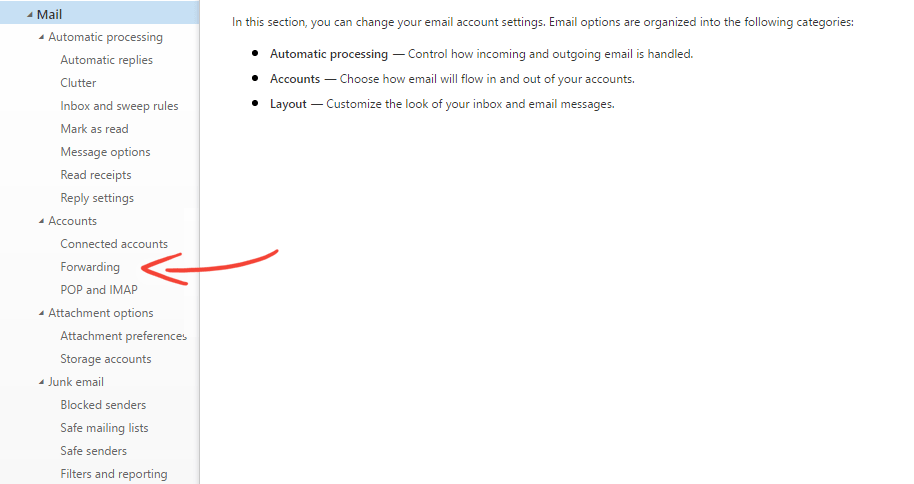 Mail
Automatic processing
Automatic replies
Clutter
Inbox and sweep rules
Mark as read
Message options
Read receipts
Reply settings
Accounts
Connected accounts
Forwarding
POP and IMAP
Attachment options
Attachment preferences
Storage accounts
Junk email
Blocked senders
Safe mailing lists
Safe senders
Filters and reporting
In this section, you can change your email account settings. Email options are organized into the following categories:
• Automatic processing — Control how incoming and outgoing email is handled.
• Accounts — Choose how email will flow in and out of your accounts.
• Layout — Customize the look of your inbox and email messages.